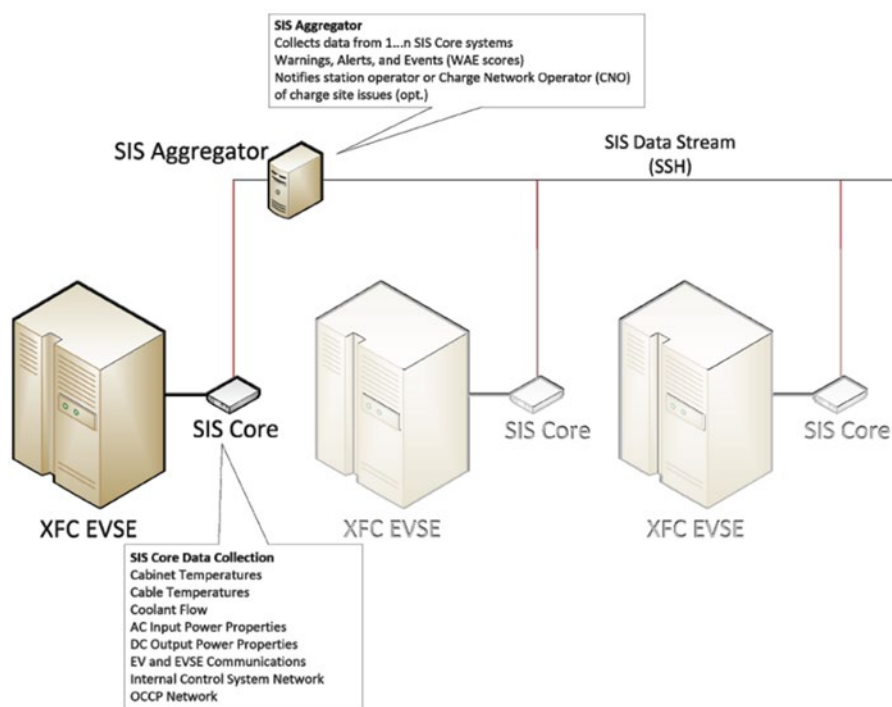 SIS Aggregator
Collects data from 1...n SIS Core systems
Warnings, Alerts, and Events (WAE scores)
Notifies station operator or Charge Network Operator (CNO)
of charge site issues (opt.)
SIS Aggregator
SIS Data Stream
(SSH)
SIS Core
SIS Core
SIS Core
XFC EVSE
XFC EVSE
XFC EVSE
SIS Core Data Collection
Cabinet Temperatures
Cable Temperatures
Coolant Flow
AC Input Power Properties
DC Output Power Properties
EV and EVSE Communications
Internal Control System Network
OCCP Network